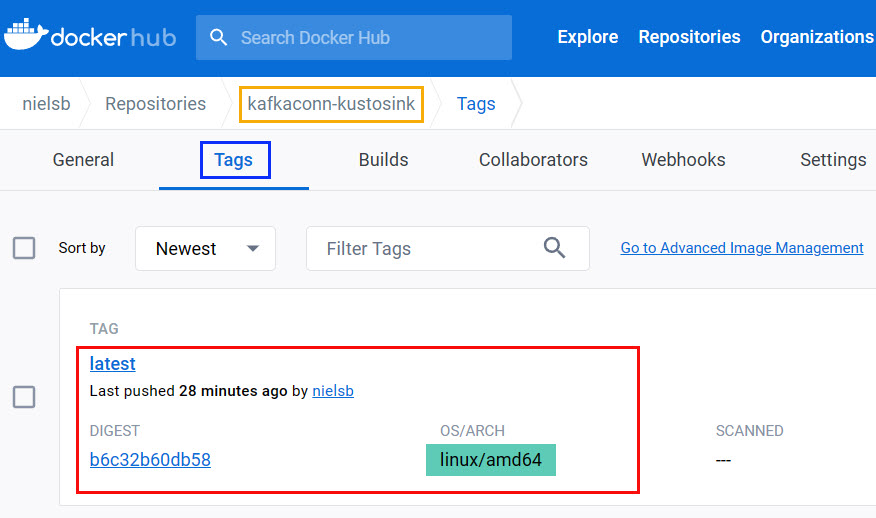 dockerhub Search Docker Hub Explore Repositories Organizations
nielsb Repositories kafkaconn-kustosink Tags
General Tags Builds Collaborators Webhooks Settings
Sort by Newest Filter Tags Go to Advanced Image Management
TAG
latest
Last pushed 28 minutes ago by nielsb
DIGEST OS/ARCH SCANNED
b6c32b60db58 linux/amd64 ---